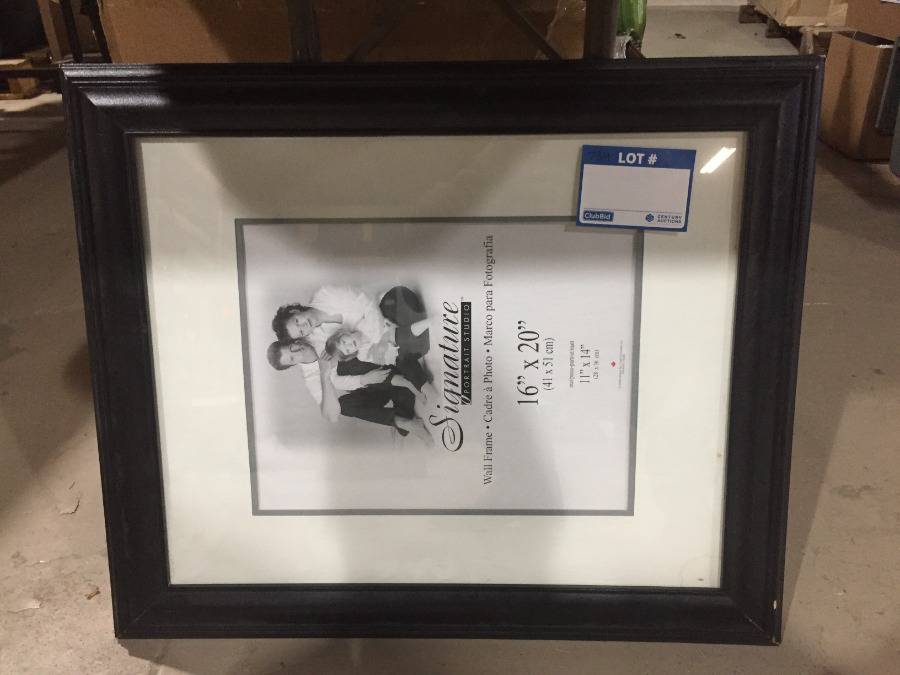 LOT #
ClubBid
CENTURY
AUCTIONS
Signature
PORTRAIT STUDIO
Wall Frame • Cadre à Photo • Marco para Fotografia
16” x 20”
(41 x 51 cm)
11” x 14”